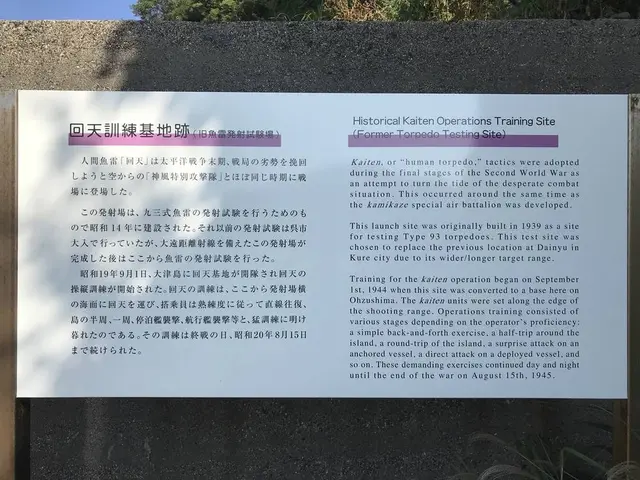 回天訓練基地跡（旧魚雷発射試験場）
人間魚雷「回天」は太平洋戦争末期、戦局の劣勢を挽回
しようと空からの「神風特別攻撃隊」とほぼ同じ時期に戦
場に登場した。
この発射場は、九三式魚雷の発射試験を行うためのも
ので昭和14年に建設された。それ以前の発射試験は呉市
大入で行っていたが、大遠距離射線を備えたこの発射場が
完成した後はここから魚雷の発射試験を行った。
昭和19年9月1日、大津島に回天基地が開隊され回天の
操縦訓練が開始された。回天の訓練は、ここから発射場横
の海面に回天を運び、搭乗員は熟練度に従って直線往復、
島の半周、一周、停泊艦襲撃、航行艦襲撃等と、猛訓練に明け
暮れたのである。その訓練は終戦の日、昭和20年8月15日
まで続けられた。
Historical Kaiten Operations Training Site
(Former Torpedo Testing Site)
Kaiten, or “human torpedo,” tactics were adopted
during the final stages of the Second World War as
an attempt to turn the tide of the desperate combat
situation. This occurred around the same time as
the kamikaze special air battalion was developed.
This launch site was originally built in 1939 as a site
for testing Type 93 torpedoes. This test site was
chosen to replace the previous location at Dainyu in
Kure city due to its wider/longer target range.
Training for the kaiten operation began on September
1st, 1944 when this site was converted to a base here on
Ohzushima. The kaiten units were set along the edge of
the shooting range. Operations training consisted of
various stages depending on the operator’s proficiency:
a simple back-and-forth exercise, a half-trip around the
island, a round-trip of the island, a surprise attack on an
anchored vessel, a direct attack on a deployed vessel, and
so on. These demanding exercises continued day and night
until the end of the war on August 15th, 1945.